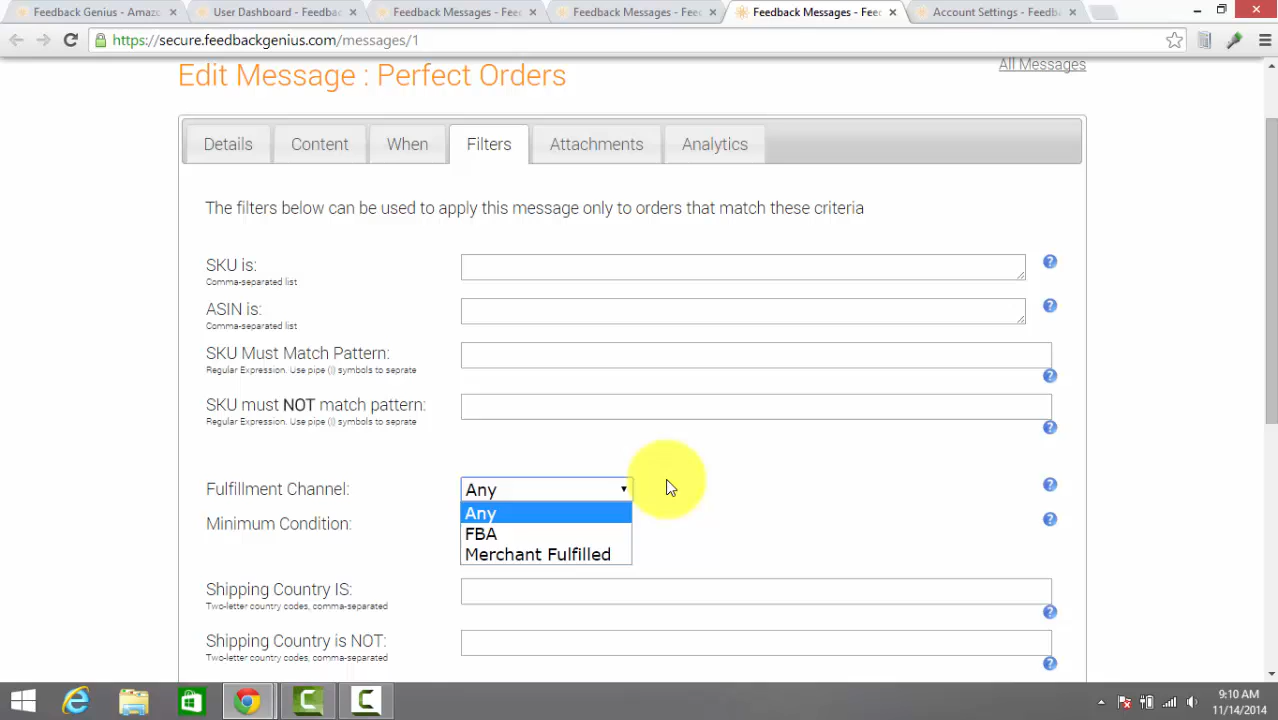 Feedback Genius - Amaz
User Dashboard - Feedbac
Feedback Messages - Feed
Feedback Messages - Feed
Feedback Messages - Feed
Account Settings - Feedba
https://secure.feedbackgenius.com/messages/1
Edit Message : Perfect Orders
All Messages
Details
Content
When
Filters
Attachments
Analytics
The filters below can be used to apply this message only to orders that match these criteria
SKU is:
Comma-separated list
ASIN is:
Comma-separated list
SKU Must Match Pattern:
Regular Expression. Use pipe (|) symbols to seprate
SKU must NOT match pattern:
Regular Expression. Use pipe (|) symbols to seprate
Fulfillment Channel:
Any
Any
FBA
Merchant Fulfilled
Minimum Condition:
Shipping Country IS:
Two-letter country codes, comma-separated
Shipping Country is NOT:
Two-letter country codes, comma-separated
9:10 AM
11/14/2014